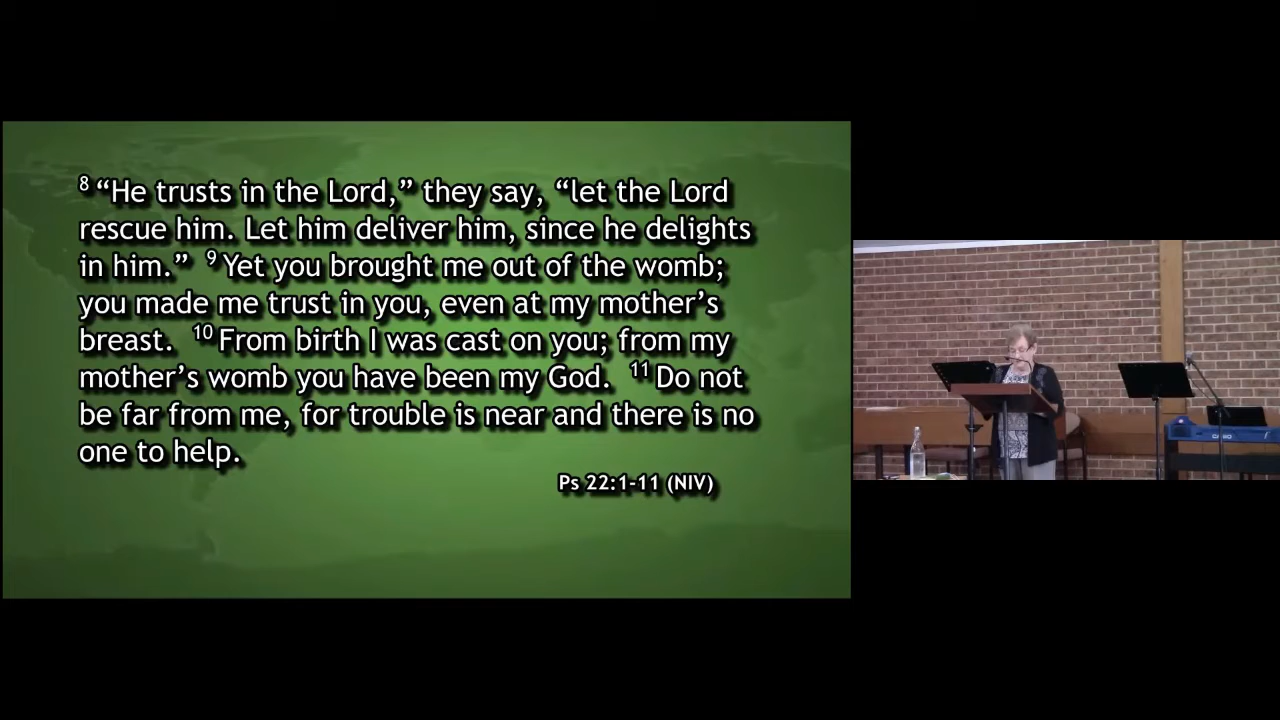 8 “He trusts in the Lord,” they say, “let the Lord
rescue him. Let him deliver him, since he delights
in him.” 9 Yet you brought me out of the womb;
you made me trust in you, even at my mother’s
breast. 10 From birth I was cast on you; from my
mother’s womb you have been my God. 11 Do not
be far from me, for trouble is near and there is no
one to help.
Ps 22:1-11 (NIV)
CASIO